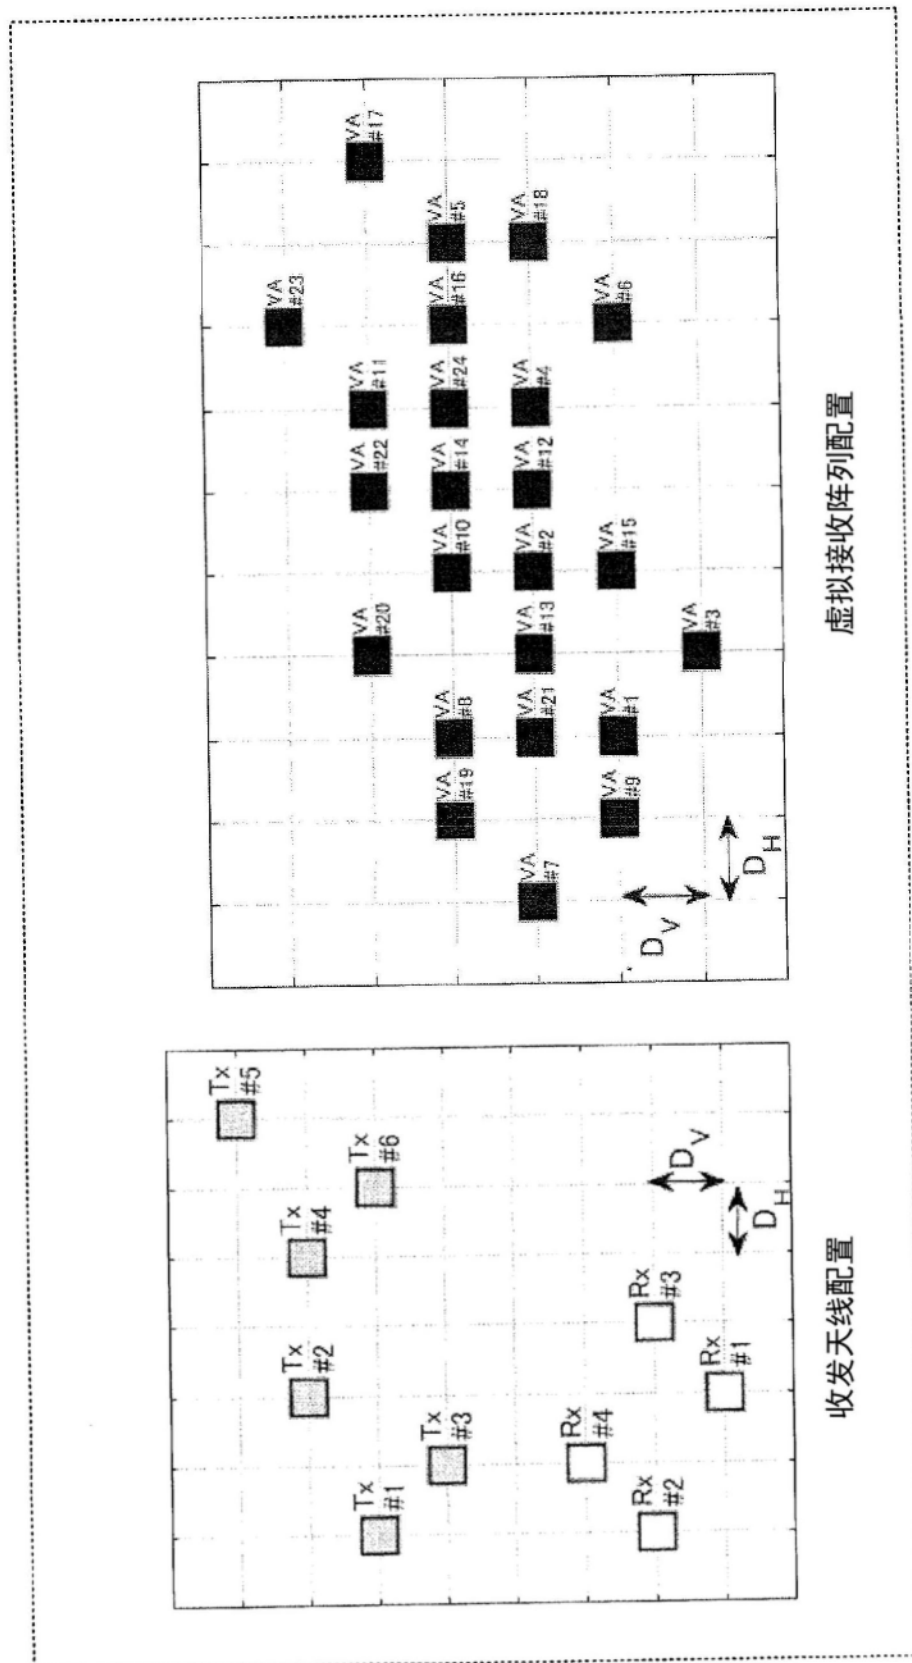 Tx
#1
Tx
#2
Tx
#3
Tx
#4
Tx
#5
Tx
#6
Rx
#1
Rx
#2
Rx
#3
Rx
#4
D_H
D_V
收发天线配置
VA
#23
VA
#20
VA
#22
VA
#11
VA
#17
VA
#19
VA
#8
VA
#10
VA
#14
VA
#24
VA
#16
VA
#5
VA
#7
VA
#21
VA
#13
VA
#2
VA
#12
VA
#4
VA
#18
VA
#9
VA
#1
VA
#15
VA
#6
VA
#3
D_V
D_H
虚拟接收阵列配置